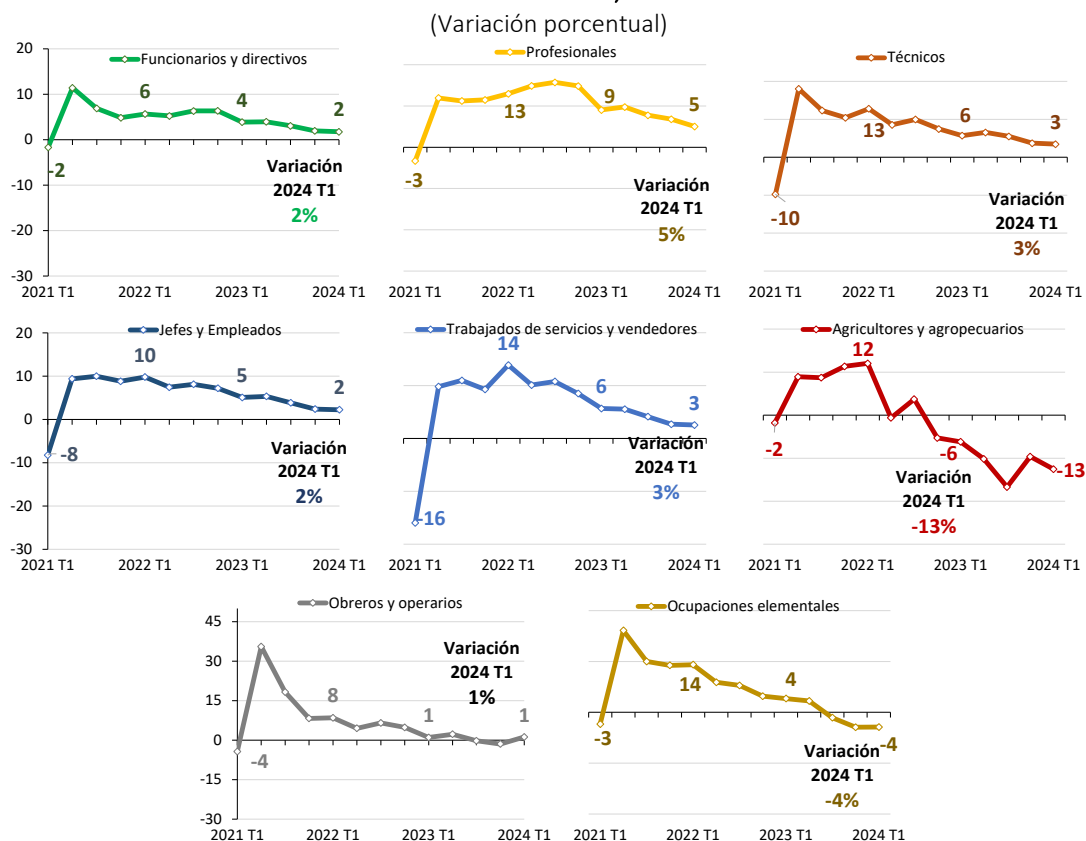 (Variación porcentual)
Funcionarios y directivos
20
10
0
-10
-20
-30
-2
6
4
2
Variación
2024 T1
2%
2021 T1 2022 T1 2023 T1 2024 T1
Profesionales
-3
13
9
5
Variación
2024 T1
5%
2021 T1 2022 T1 2023 T1 2024 T1
Técnicos
-10
13
6
3
Variación
2024 T1
3%
2021 T1 2022 T1 2023 T1 2024 T1
Jefes y Empleados
20
10
0
-10
-20
-30
-8
10
5
2
Variación
2024 T1
2%
2021 T1 2022 T1 2023 T1 2024 T1
Trabajados de servicios y vendedores
-16
14
6
3
Variación
2024 T1
3%
2021 T1 2022 T1 2023 T1 2024 T1
Agricultores y agropecuarios
-2
12
-6
-13
Variación
2024 T1
-13%
2021 T1 2022 T1 2023 T1 2024 T1
Obreros y operarios
45
30
15
0
-15
-30
-4
8
1
1
Variación
2024 T1
1%
2021 T1 2022 T1 2023 T1 2024 T1
Ocupaciones elementales
-3
14
4
-4
Variación
2024 T1
-4%
2021 T1 2022 T1 2023 T1 2024 T1